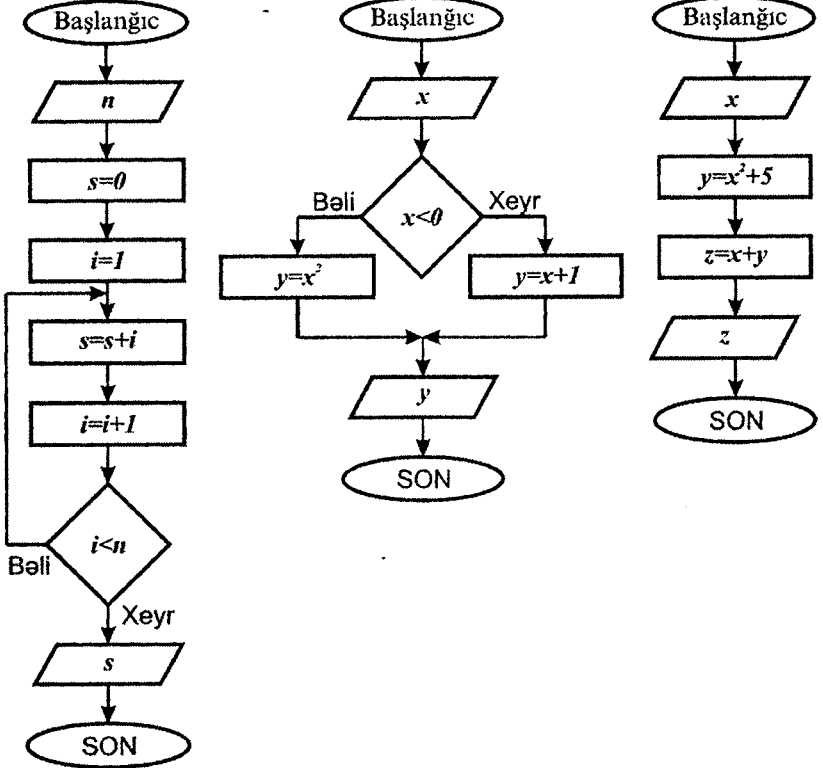 Başlanğıc
n
s=0
i=1
s=s+i
i=i+1
i<n
Bəli
Xeyr
s
SON
Başlanğıc
x
x<0
Bəli
Xeyr
y=x²
y=x+1
y
SON
Başlanğıc
x
y=x²+5
z=x+y
z
SON